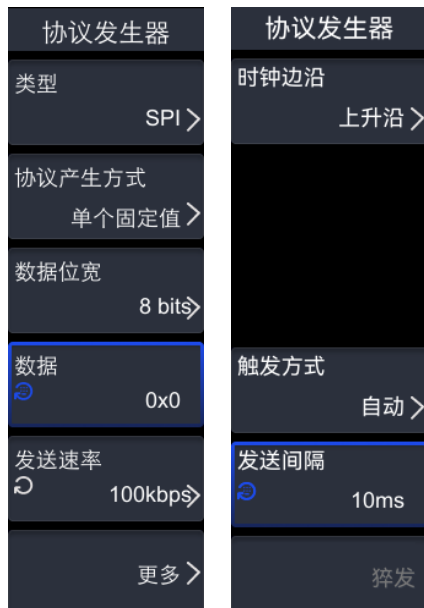 协议发生器
类型
SPI
协议产生方式
单个固定值
数据位宽
8 bits
数据
0x0
发送速率
100kbps
更多
协议发生器
时钟边沿
上升沿
触发方式
自动
发送间隔
10ms
猝发